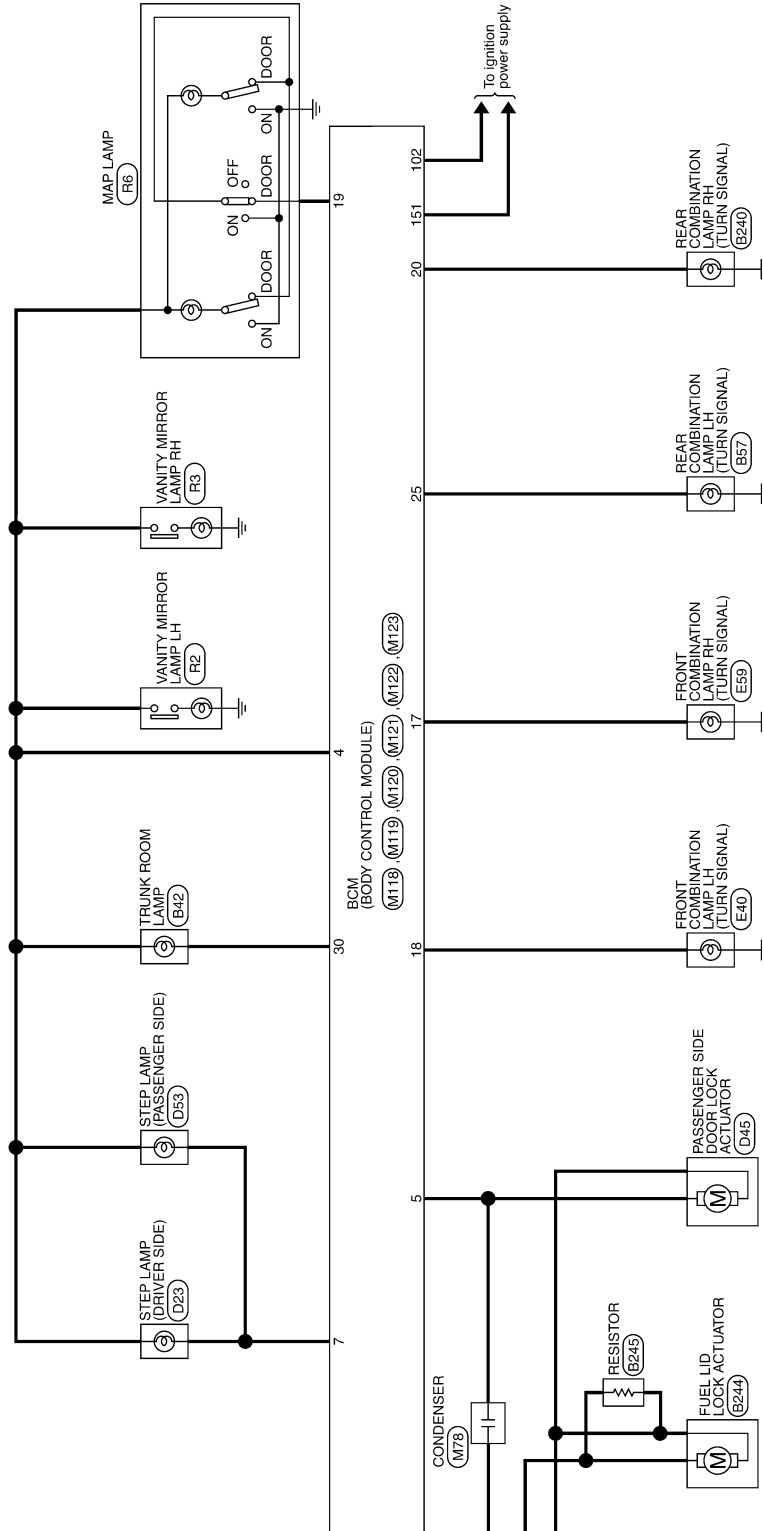 MAP LAMP
R6
ON
DOOR
ON
OFF
DOOR
ON
DOOR
To ignition
power supply
VANITY MIRROR
LAMP RH
R3
VANITY MIRROR
LAMP LH
R2
TRUNK ROOM
LAMP
B42
STEP LAMP
(PASSENGER SIDE)
D53
STEP LAMP
(DRIVER SIDE)
D23
7
30
4
19
BCM
(BODY CONTROL MODULE)
M118 , M119 , M120 , M121 , M122 , M123
5
18
17
25
20
151
102
CONDENSER
M78
RESISTOR
B245
FUEL LID
LOCK ACTUATOR
B244
M
PASSENGER SIDE
DOOR LOCK
ACTUATOR
D45
M
FRONT
COMBINATION
LAMP LH
(TURN SIGNAL)
E40
FRONT
COMBINATION
LAMP RH
(TURN SIGNAL)
E59
REAR
COMBINATION
LAMP LH
(TURN SIGNAL)
B57
REAR
COMBINATION
LAMP RH
(TURN SIGNAL)
B240